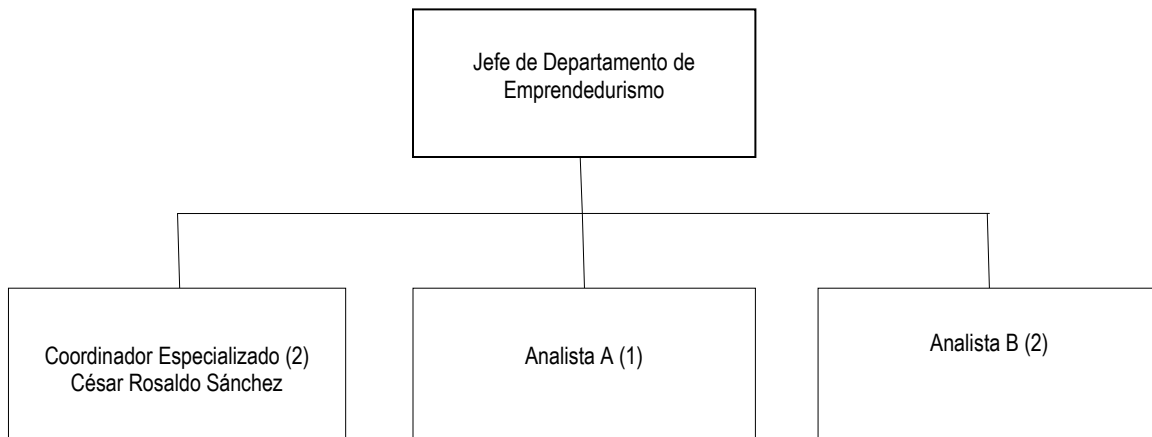 Jefe de Departamento de
Emprendedurismo
Coordinador Especializado (2)
César Rosaldo Sánchez
Analista A (1)
Analista B (2)